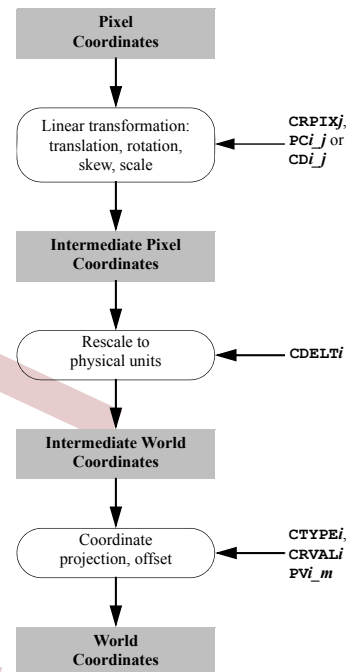 Pixel
Coordinates
Linear transformation:
translation, rotation,
skew, scale
CRPIXj,
PCi_j or
CDi_j
Intermediate Pixel
Coordinates
Rescale to
physical units
CDELTi
Intermediate World
Coordinates
Coordinate
projection, offset
CTYPEi,
CRVALi
PVi_m
World
Coordinates